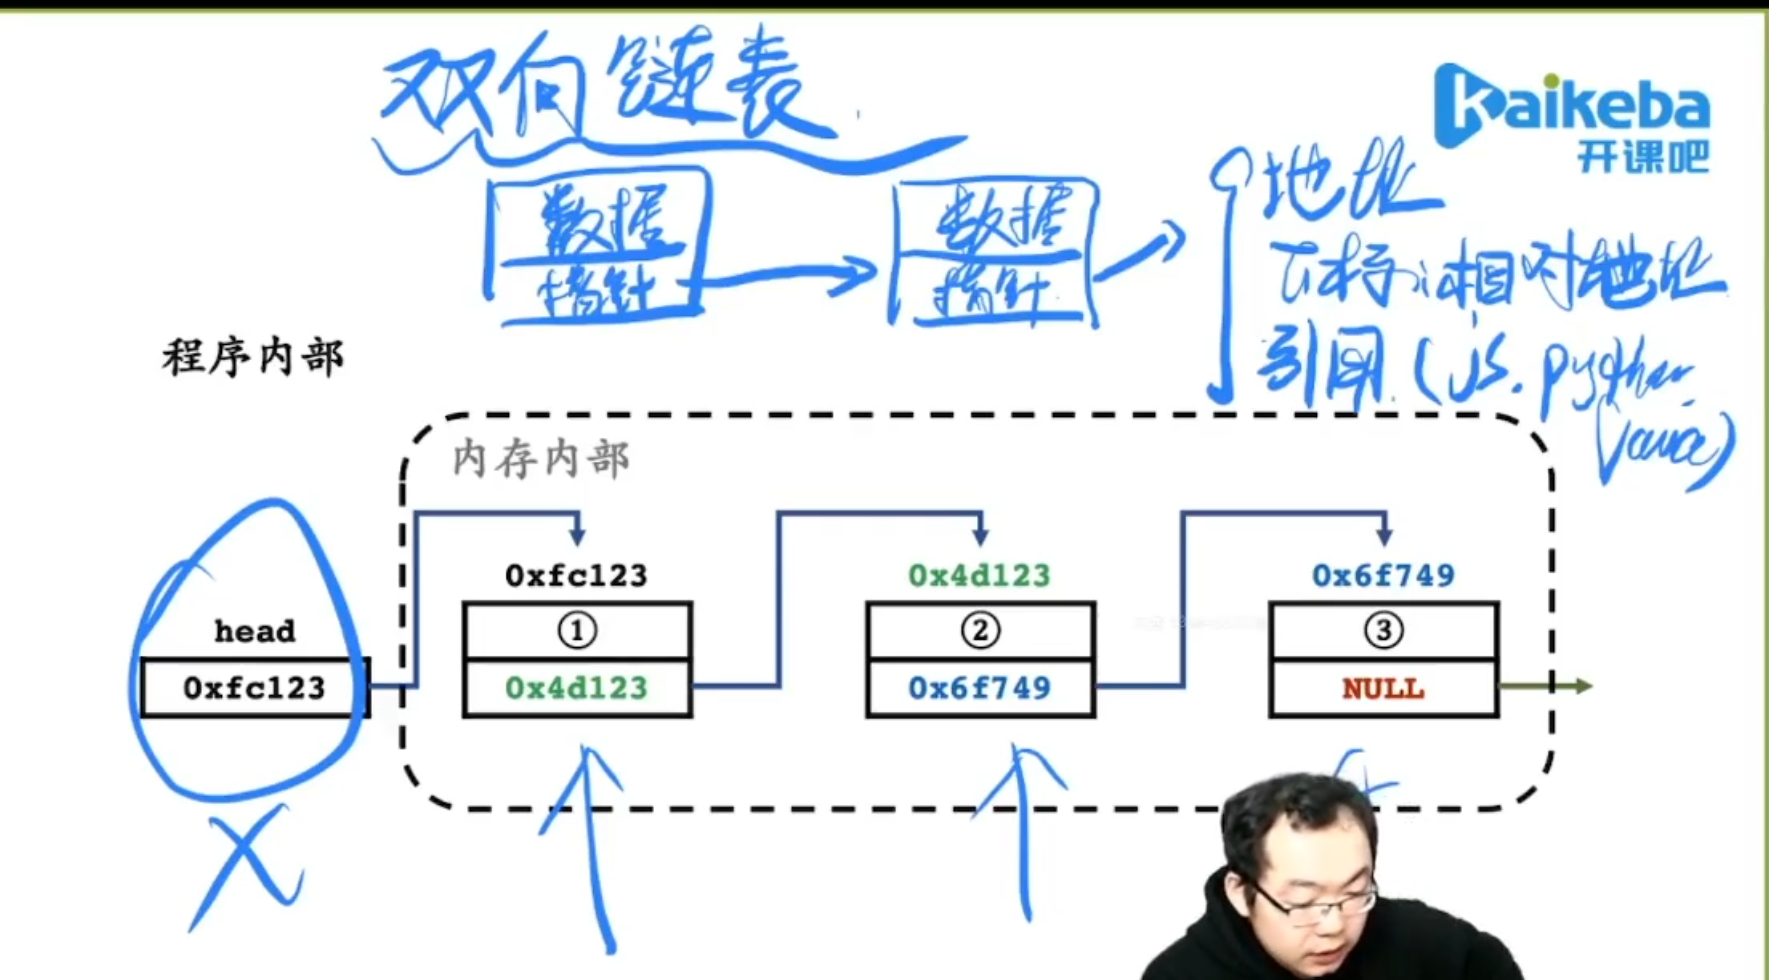 双向链表
kaikeba
开课吧
数据
指针
数据
指针
地址
下标:相对地址
引用(JS.python
Java)
程序内部
内存内部
head
0xfc123
0xfc123
①
0x4d123
0x4d123
②
0x6f749
0x6f749
③
NULL
X